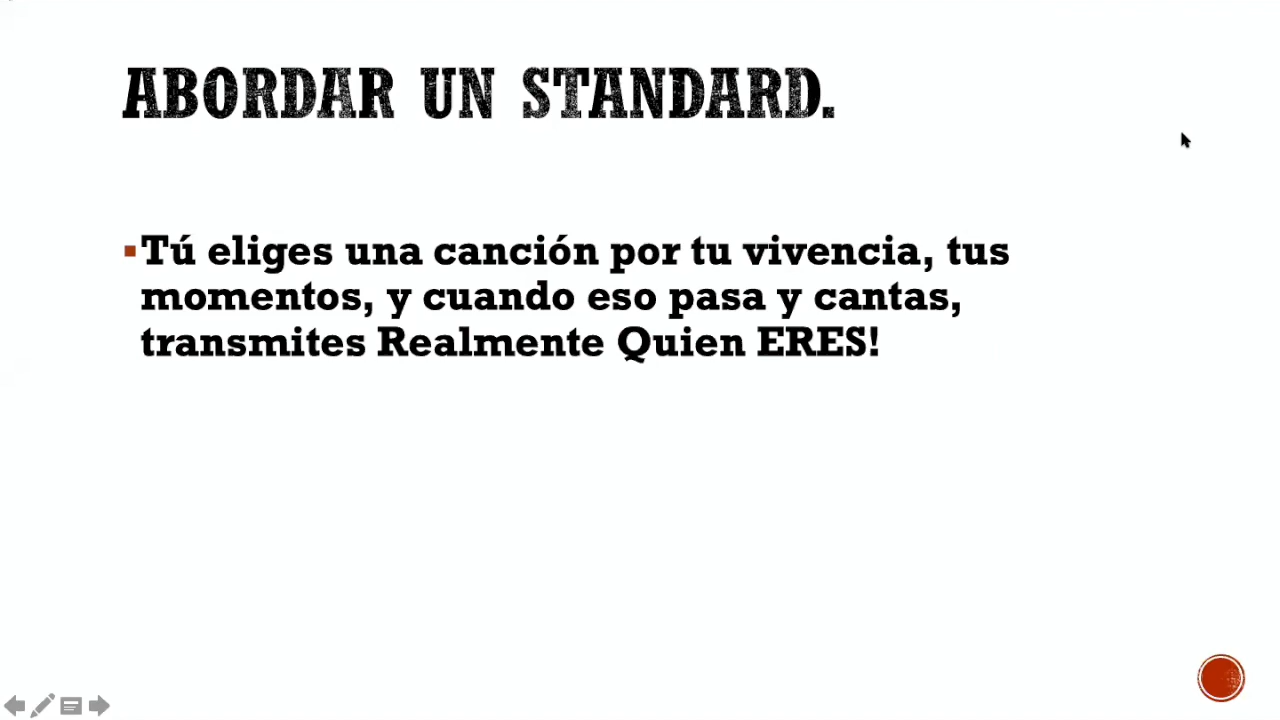 ABORDAR UN STANDARD.
Tú eliges una canción por tu vivencia, tus
momentos, y cuando eso pasa y cantas,
transmites Realmente Quien ERES!